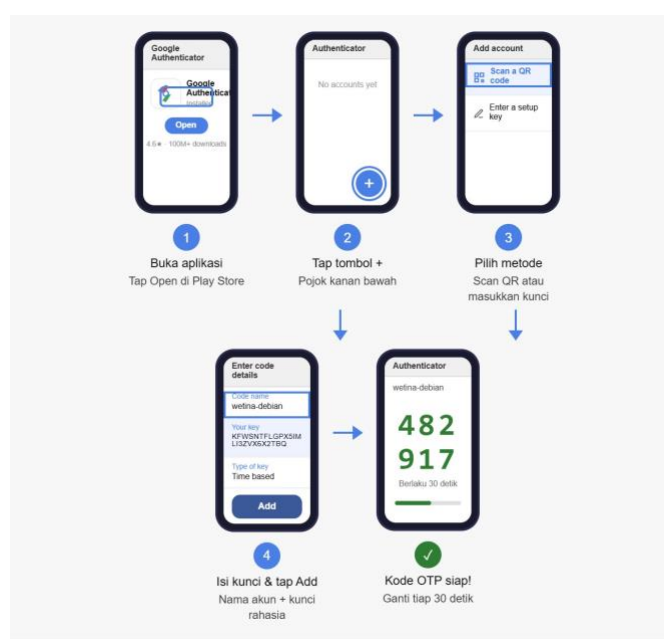 Google
Authenticator
Google
Authenticat
Installed
Open
4.6★ · 100M+ downloads
1
Buka aplikasi
Tap Open di Play Store
Authenticator
No accounts yet
+
2
Tap tombol +
Pojok kanan bawah
Add account
Scan a QR
code
Enter a setup
key
3
Pilih metode
Scan QR atau
masukkan kunci
Enter code
details
Code name
wetina-debian
Your key
KFWSNTFLGPX5IM
LI3ZVX6X2TBQ
Type of key
Time based
Add
4
Isi kunci & tap Add
Nama akun + kunci
rahasia
Authenticator
wetina-debian
482
917
Berlaku 30 detik
✓
Kode OTP siap!
Ganti tiap 30 detik